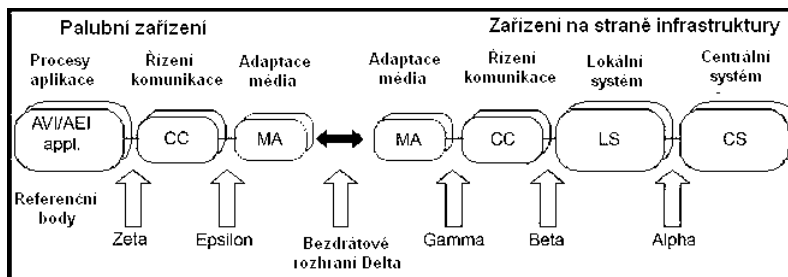 Palubní zařízení
Zařízení na straně infrastruktury
Procesy
aplikace
Řízení
komunikace
Adaptace
média
Adaptace
média
Řízení
komunikace
Lokální
systém
Centrální
systém
AVI/AEI
appl.
CC
MA
MA
CC
LS
CS
Referenční
body
Zeta
Epsilon
Bezdrátové
rozhraní Delta
Gamma
Beta
Alpha